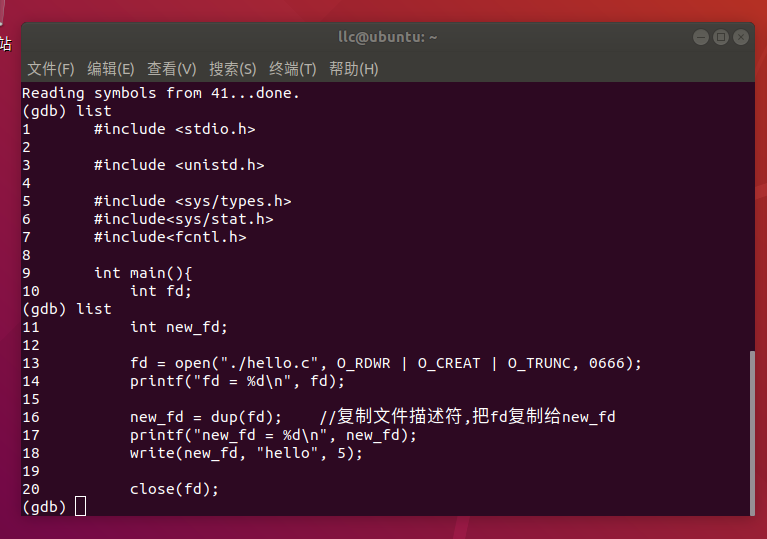 站
llc@ubuntu: ~
文件(F) 编辑(E) 查看(V) 搜索(S) 终端(T) 帮助(H)
Reading symbols from 41...done.
(gdb) list
1       #include <stdio.h>
2
3       #include <unistd.h>
4
5       #include <sys/types.h>
6       #include<sys/stat.h>
7       #include<fcntl.h>
8
9       int main(){
10          int fd;
(gdb) list
11          int new_fd;
12
13          fd = open("./hello.c", O_RDWR | O_CREAT | O_TRUNC, 0666);
14          printf("fd = %d\n", fd);
15
16          new_fd = dup(fd);    //复制文件描述符,把fd复制给new_fd
17          printf("new_fd = %d\n", new_fd);
18          write(new_fd, "hello", 5);
19
20          close(fd);
(gdb)